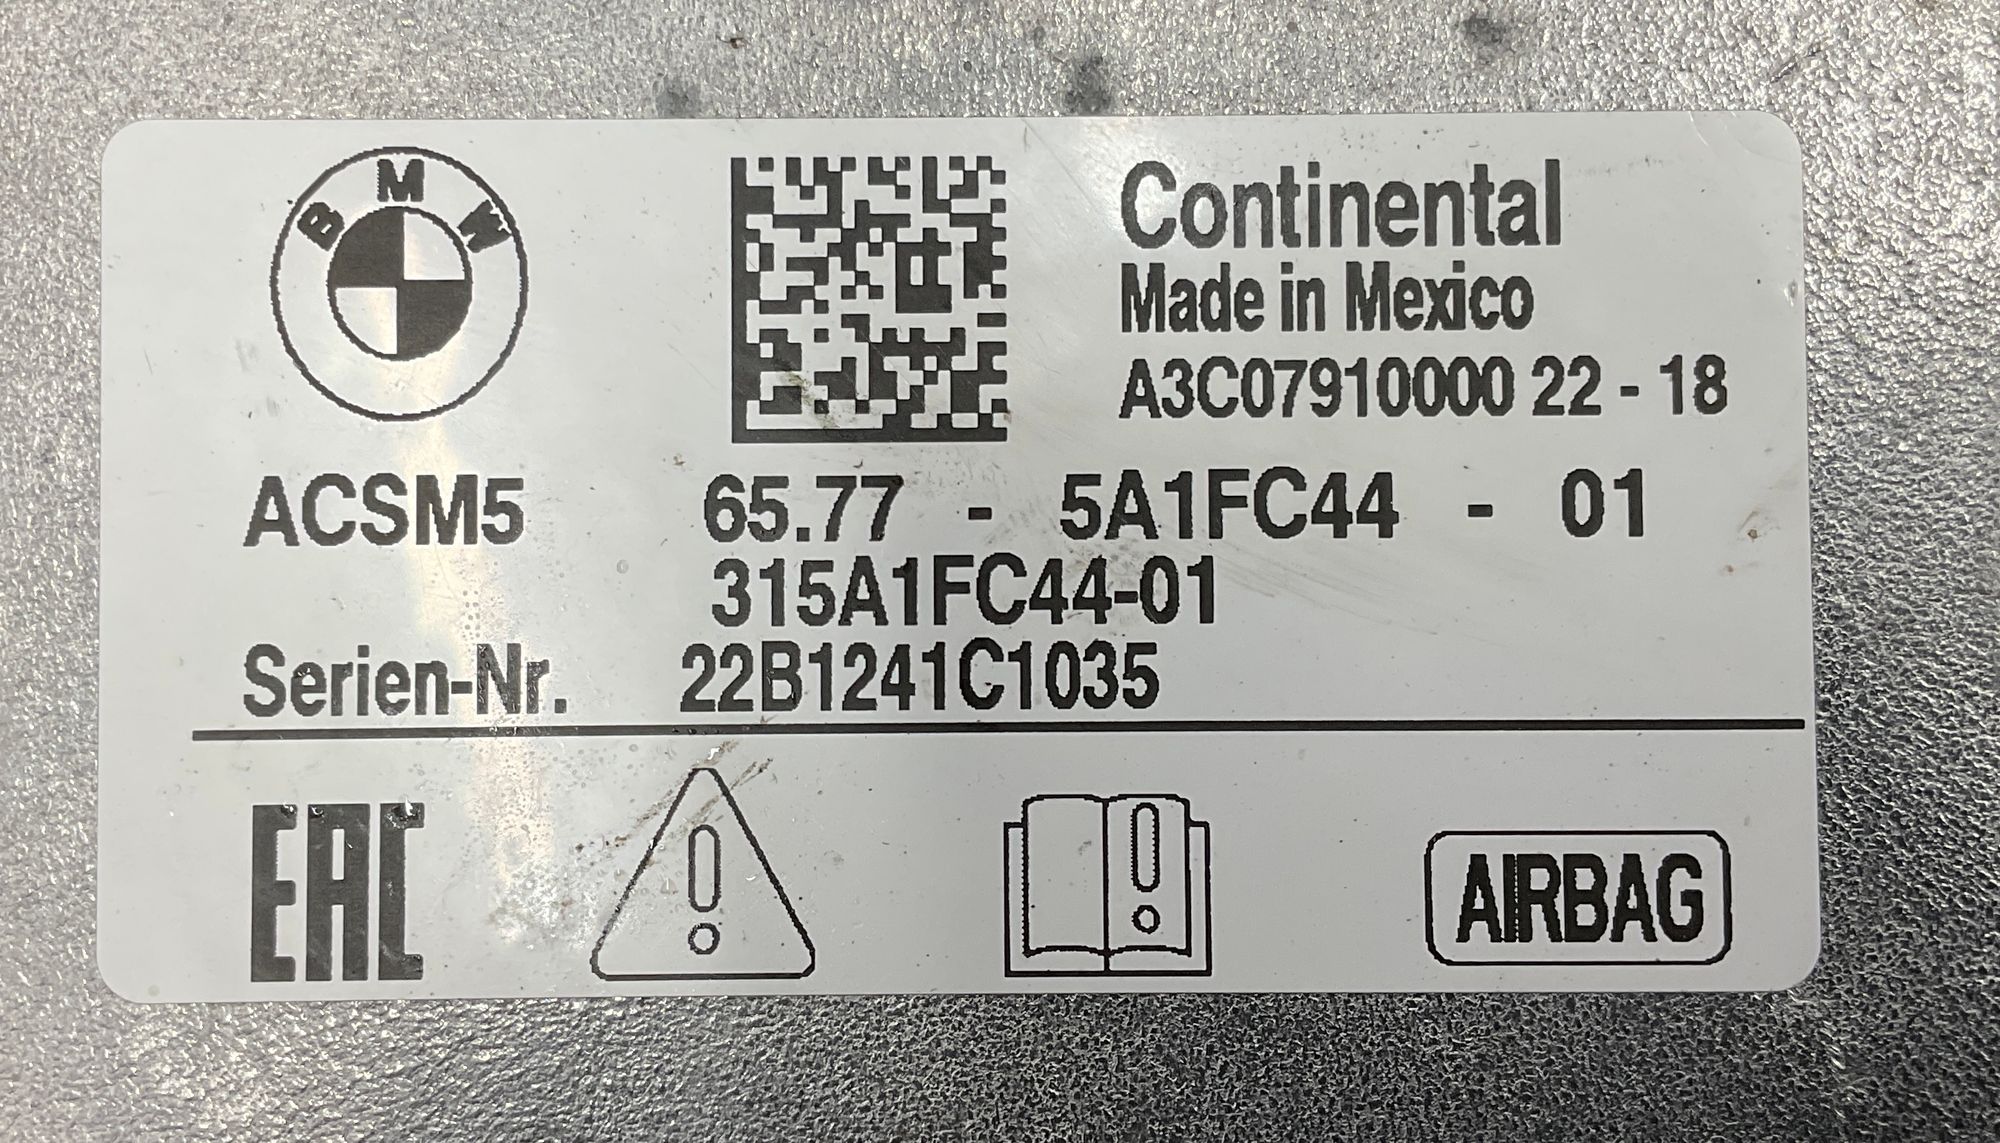 BMW
Continental
Made in Mexico
A3C07910000 22 - 18
ACSM5 65.77 - 5A1FC44 - 01
315A1FC44-01
Serien-Nr. 22B1241C1035
EAC
AIRBAG